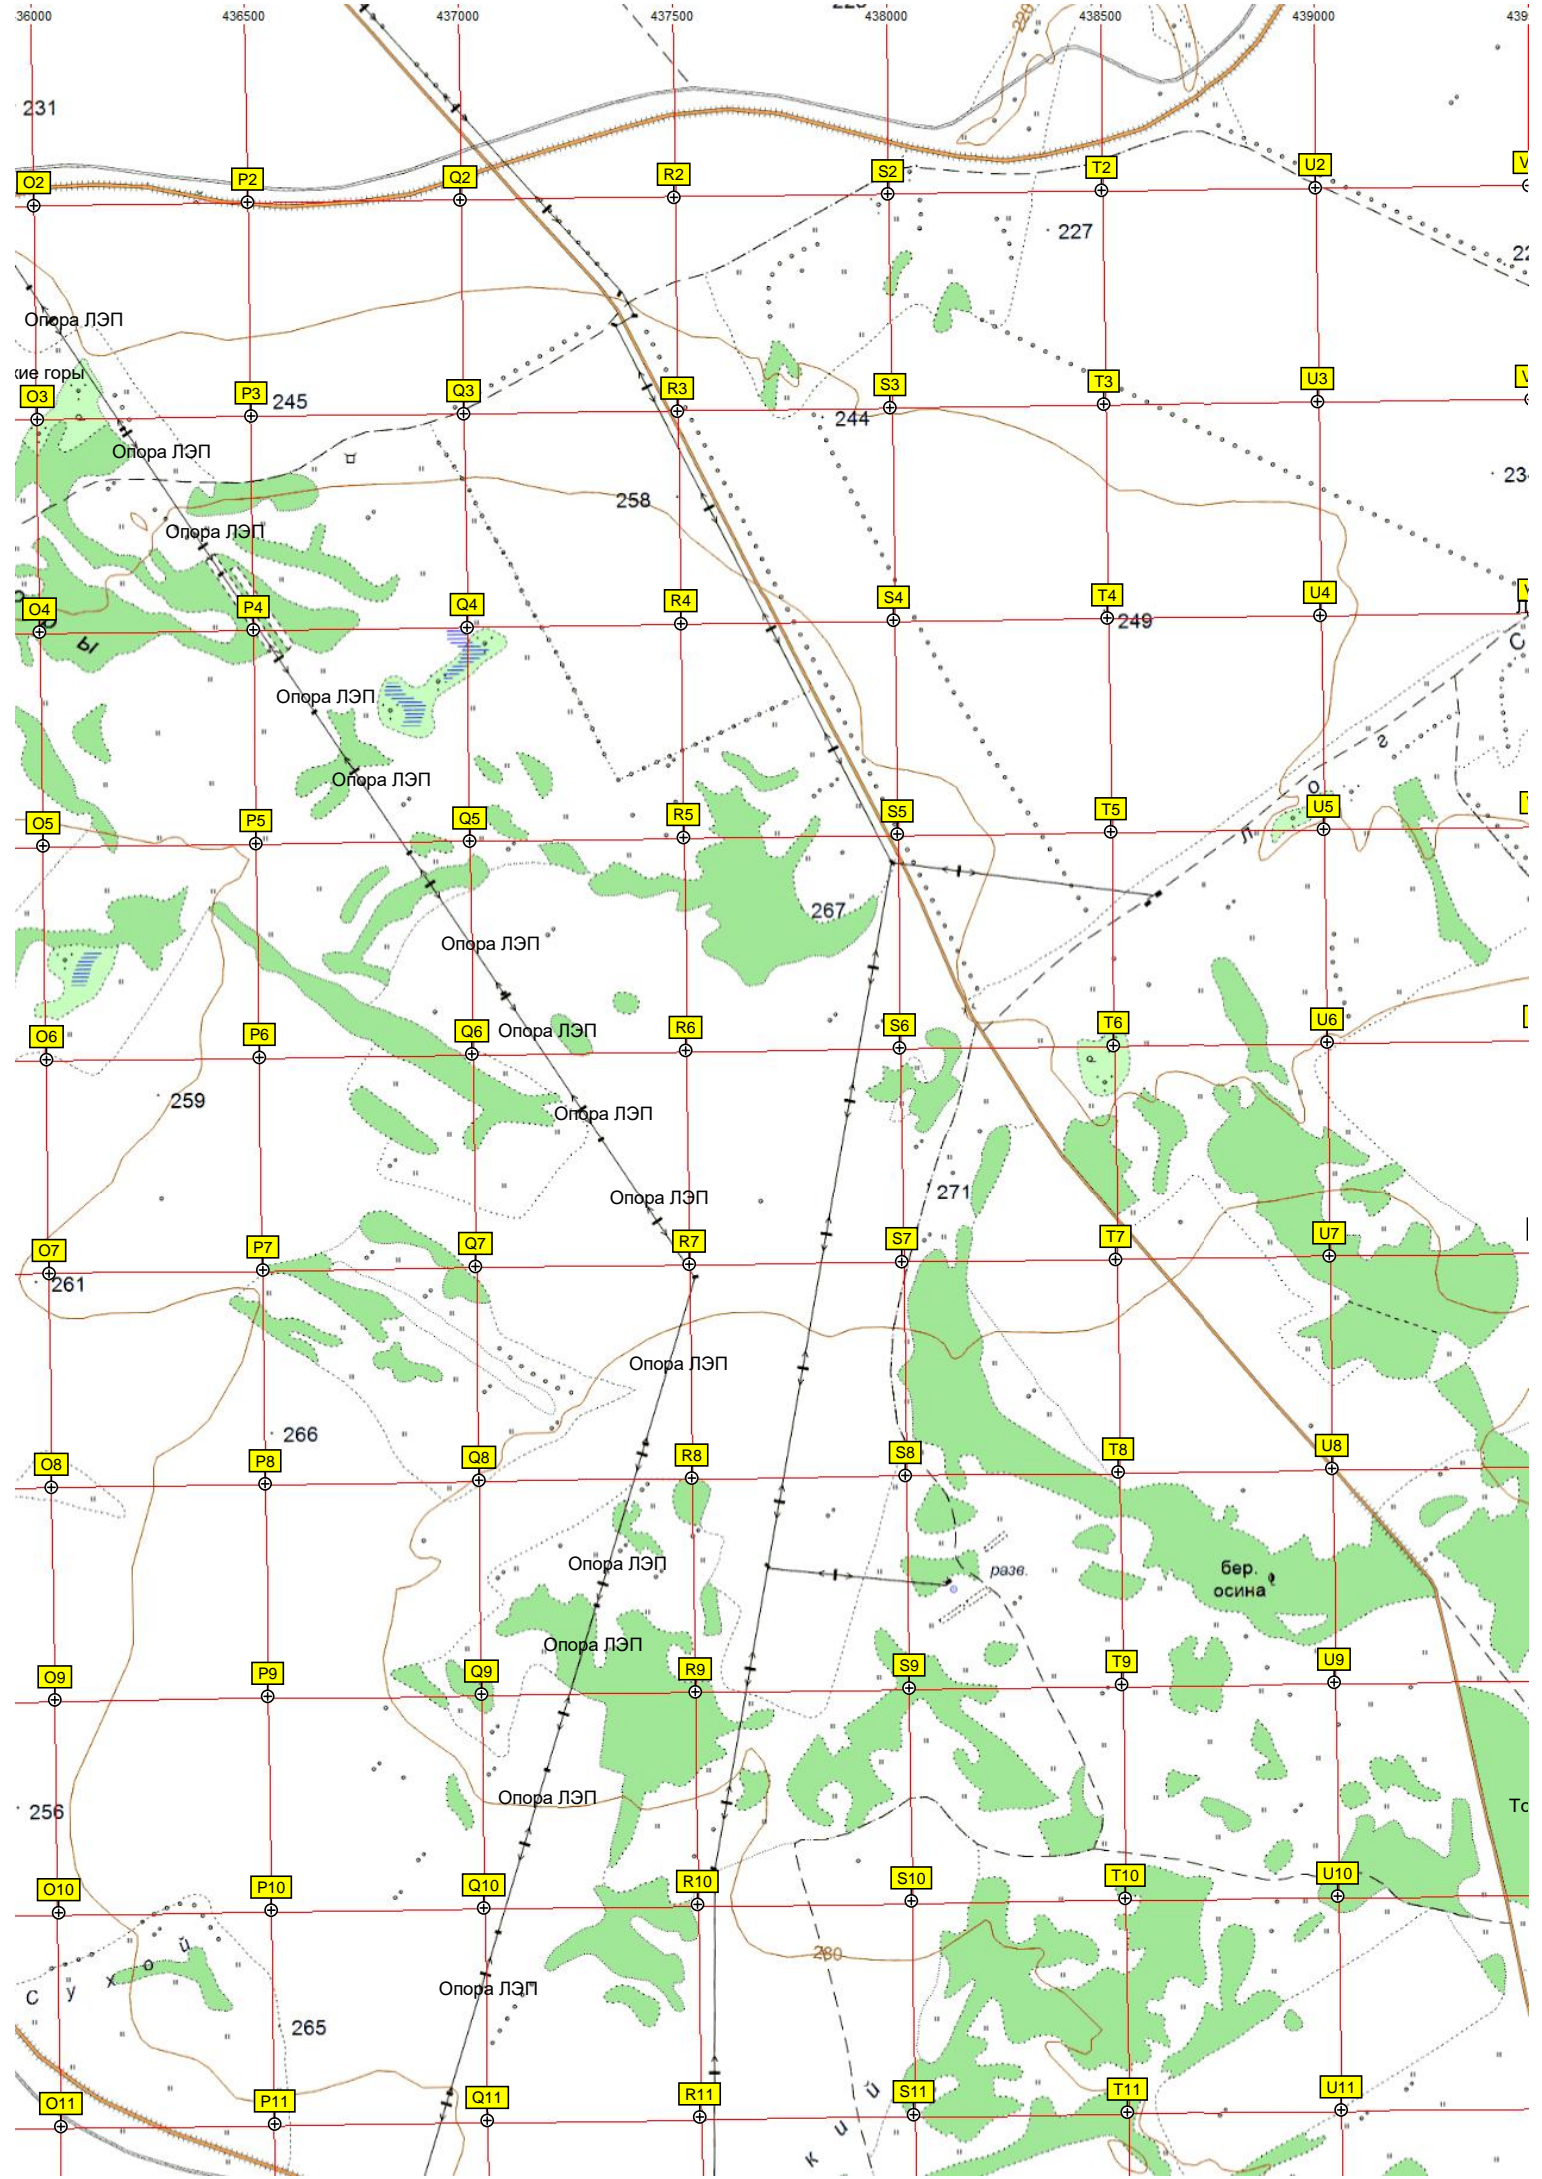 36000 436500 437000 437500 438000 438500 439000 439
220
231
O2 P2 Q2 R2 S2 T2 U2 V
227
22
Опора ЛЭП
кие горы
O3 P3 Q3 R3 S3 T3 U3 V
245
244
Опора ЛЭП
258
23
Опора ЛЭП
O4 P4 Q4 R4 S4 T4 U4 V
249
ы
Л
С
Опора ЛЭП
г
Опора ЛЭП
о
O5 P5 Q5 R5 S5 T5 U5
Л
267
Опора ЛЭП
O6 P6 Q6 R6 S6 T6 U6
Опора ЛЭП
р
259
Опора ЛЭП
271
Опора ЛЭП
O7 P7 Q7 R7 S7 T7 U7
261
Опора ЛЭП
266
O8 P8 Q8 R8 S8 T8 U8
Опора ЛЭП
разв.
бер.
осина
Опора ЛЭП
O9 P9 Q9 R9 S9 T9 U9
Опора ЛЭП
256
То
O10 P10 Q10 R10 S10 T10 U10
280
С у х о й
Опора ЛЭП
265
O11 P11 Q11 R11 S11 T11 U11
к и й